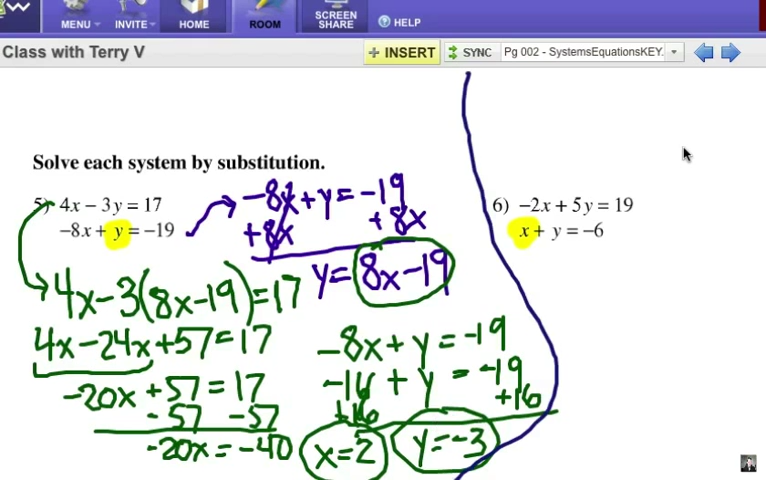 MENU INVITE HOME ROOM SCREEN SHARE HELP
Class with Terry V
+ INSERT SYNC Pg 002 - SystemsEquationsKEY.
Solve each system by substitution.
5) 4x − 3y = 17
−8x + y = −19
-8x + y = -19
+8x +8x
y = 8x - 19
4x - 3(8x - 19) = 17
4x - 24x + 57 = 17
-20x + 57 = 17
- 57 - 57
-20x = -40
x = 2
-8x + y = -19
-16 + y = -19
+16 +16
y = -3
6) −2x + 5y = 19
x + y = −6